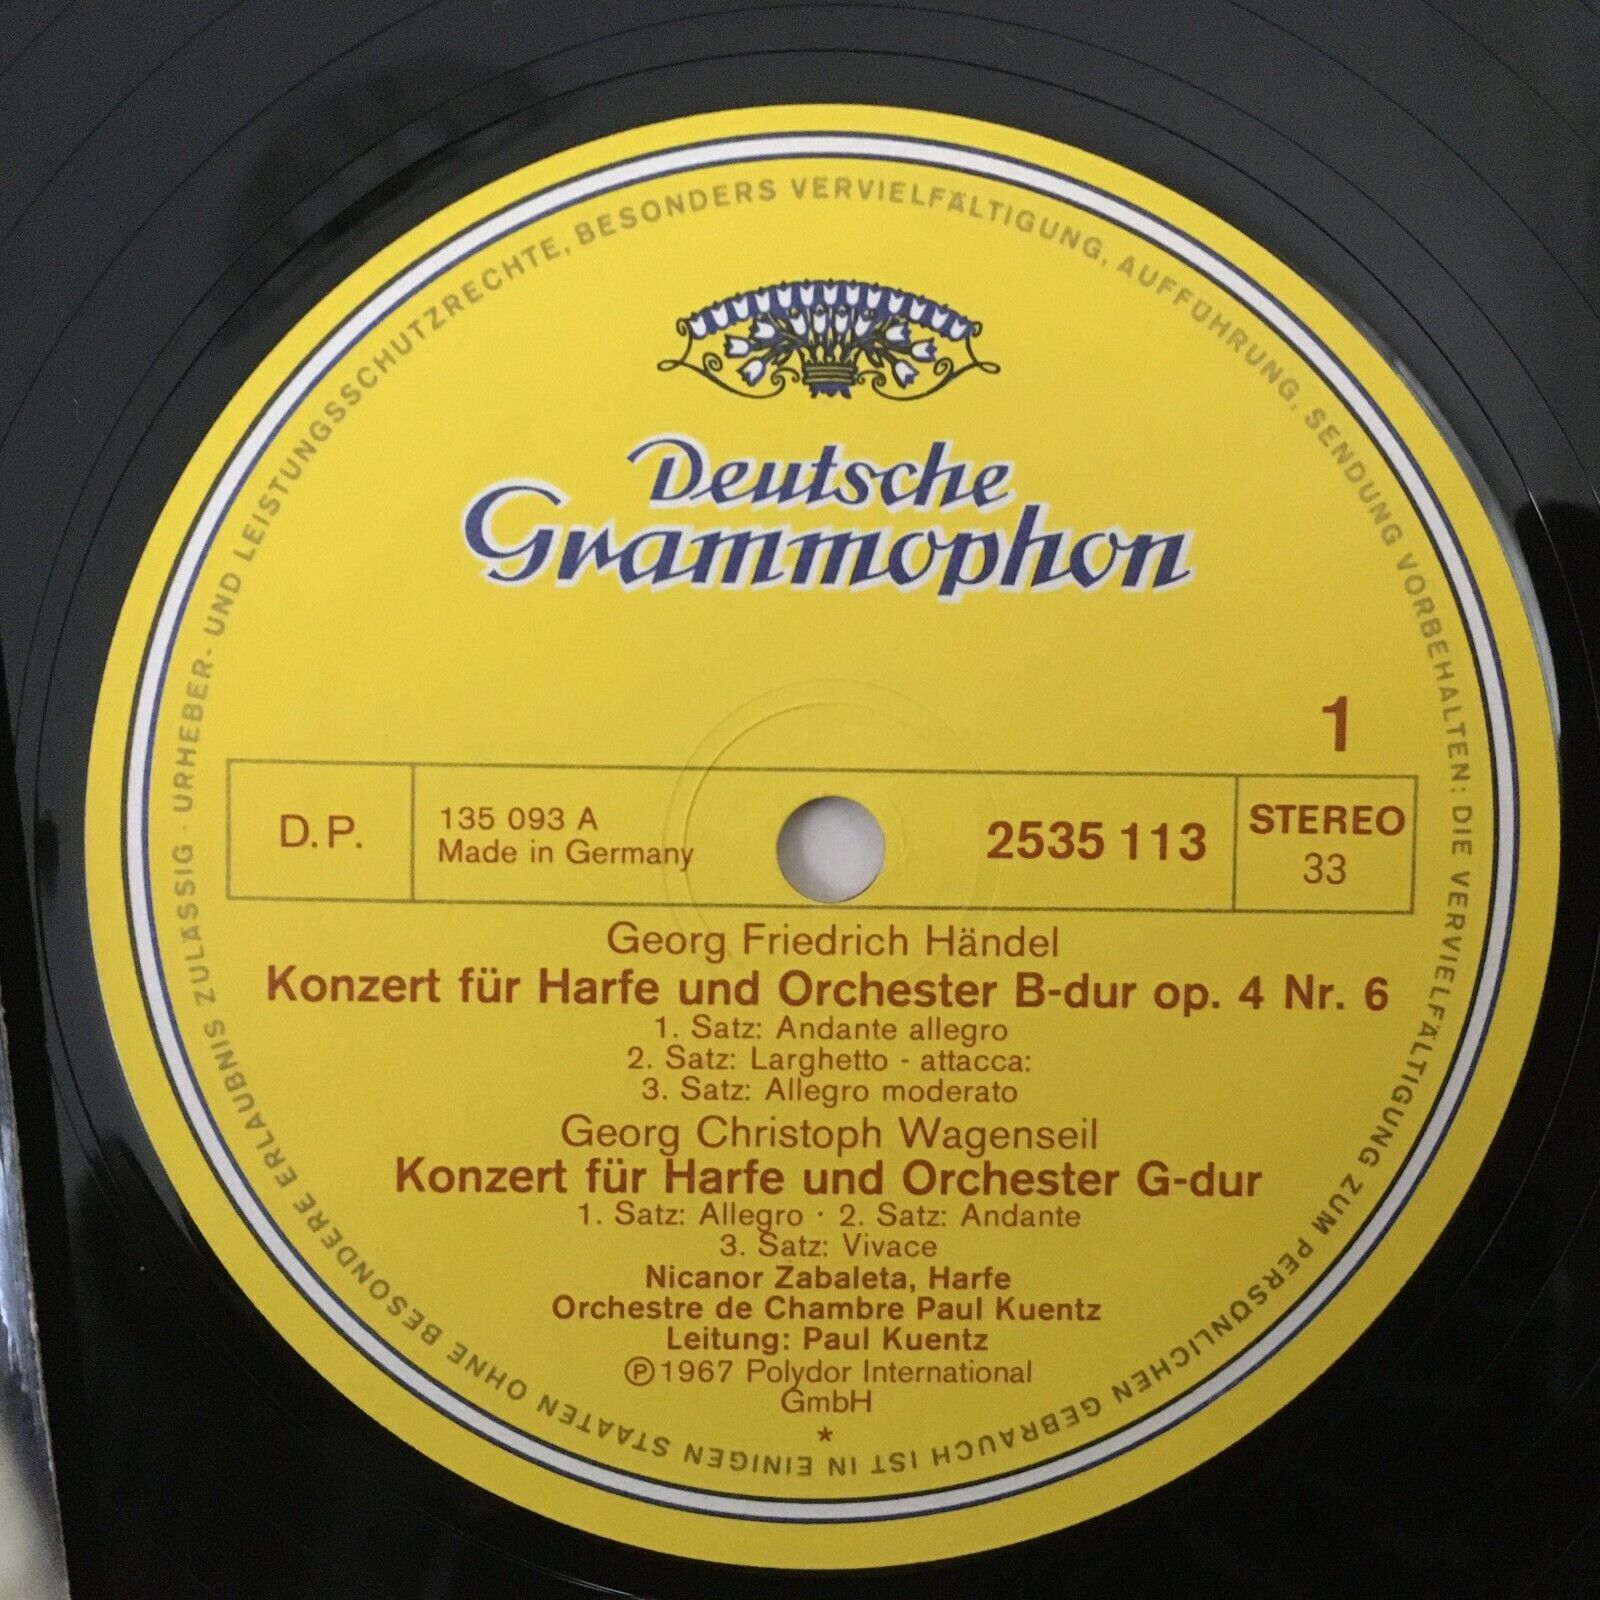 Deutsche
Grammophon
1
D.P.
135 093 A
Made in Germany
2535 113
STEREO
33
Georg Friedrich Händel
Konzert für Harfe und Orchester B-dur op. 4 Nr. 6
1. Satz: Andante allegro
2. Satz: Larghetto - attacca:
3. Satz: Allegro moderato
Georg Christoph Wagenseil
Konzert für Harfe und Orchester G-dur
1. Satz: Allegro · 2. Satz: Andante
3. Satz: Vivace
Nicanor Zabaleta, Harfe
Orchestre de Chambre Paul Kuentz
Leitung: Paul Kuentz
℗ 1967 Polydor International
GmbH
*
URHEBER- UND LEISTUNGSSCHUTZRECHTE, BESONDERS VERVIELFÄLTIGUNG, AUFFÜHRUNG, SENDUNG VORBEHALTEN; DIE VERVIELFÄLTIGUNG ZUM PERSÖNLICHEN GEBRAUCH IST IN EINIGEN STAATEN OHNE BESONDERE ERLAUBNIS ZULÄSSIG ·